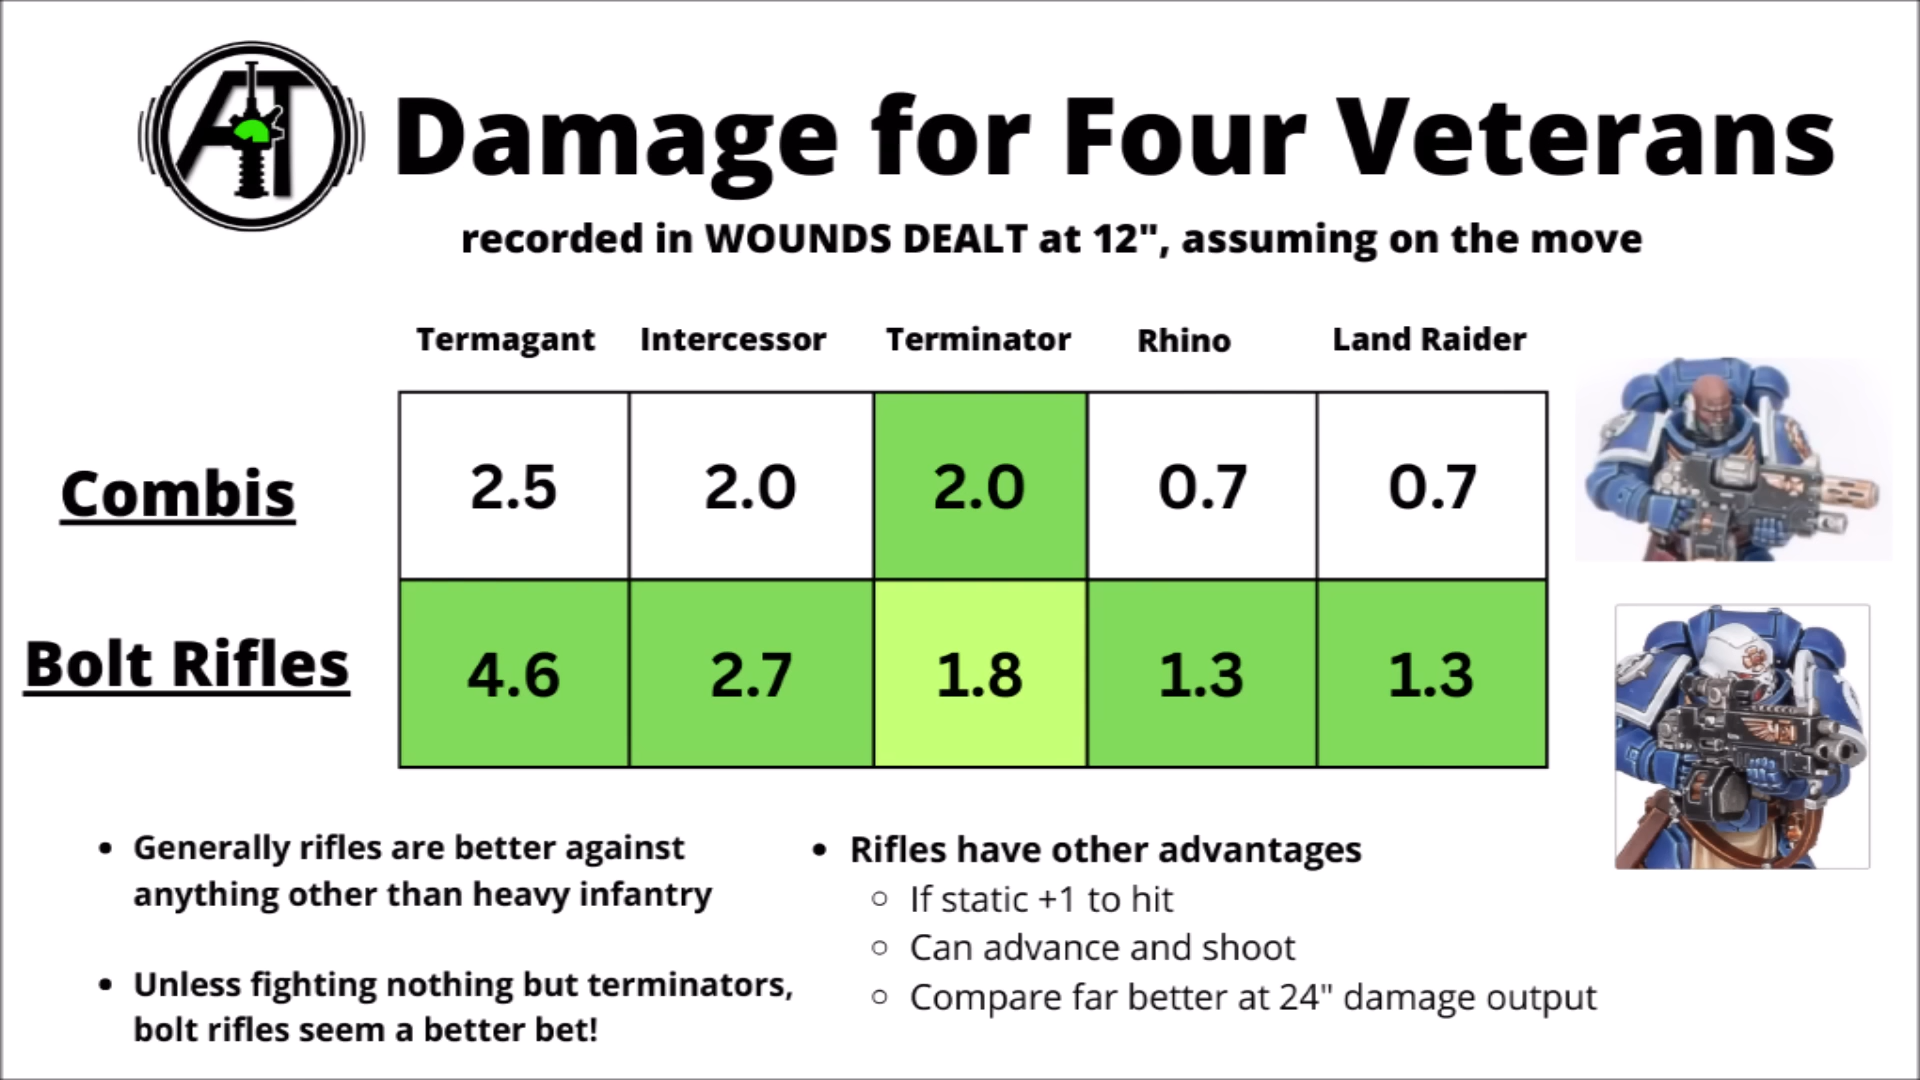 AT
Damage for Four Veterans
recorded in WOUNDS DEALT at 12", assuming on the move
Termagant Intercessor Terminator Rhino Land Raider
Combis 2.5 2.0 2.0 0.7 0.7
Bolt Rifles 4.6 2.7 1.8 1.3 1.3
• Generally rifles are better against
anything other than heavy infantry
• Unless fighting nothing but terminators,
bolt rifles seem a better bet!
• Rifles have other advantages
○ If static +1 to hit
○ Can advance and shoot
○ Compare far better at 24" damage output